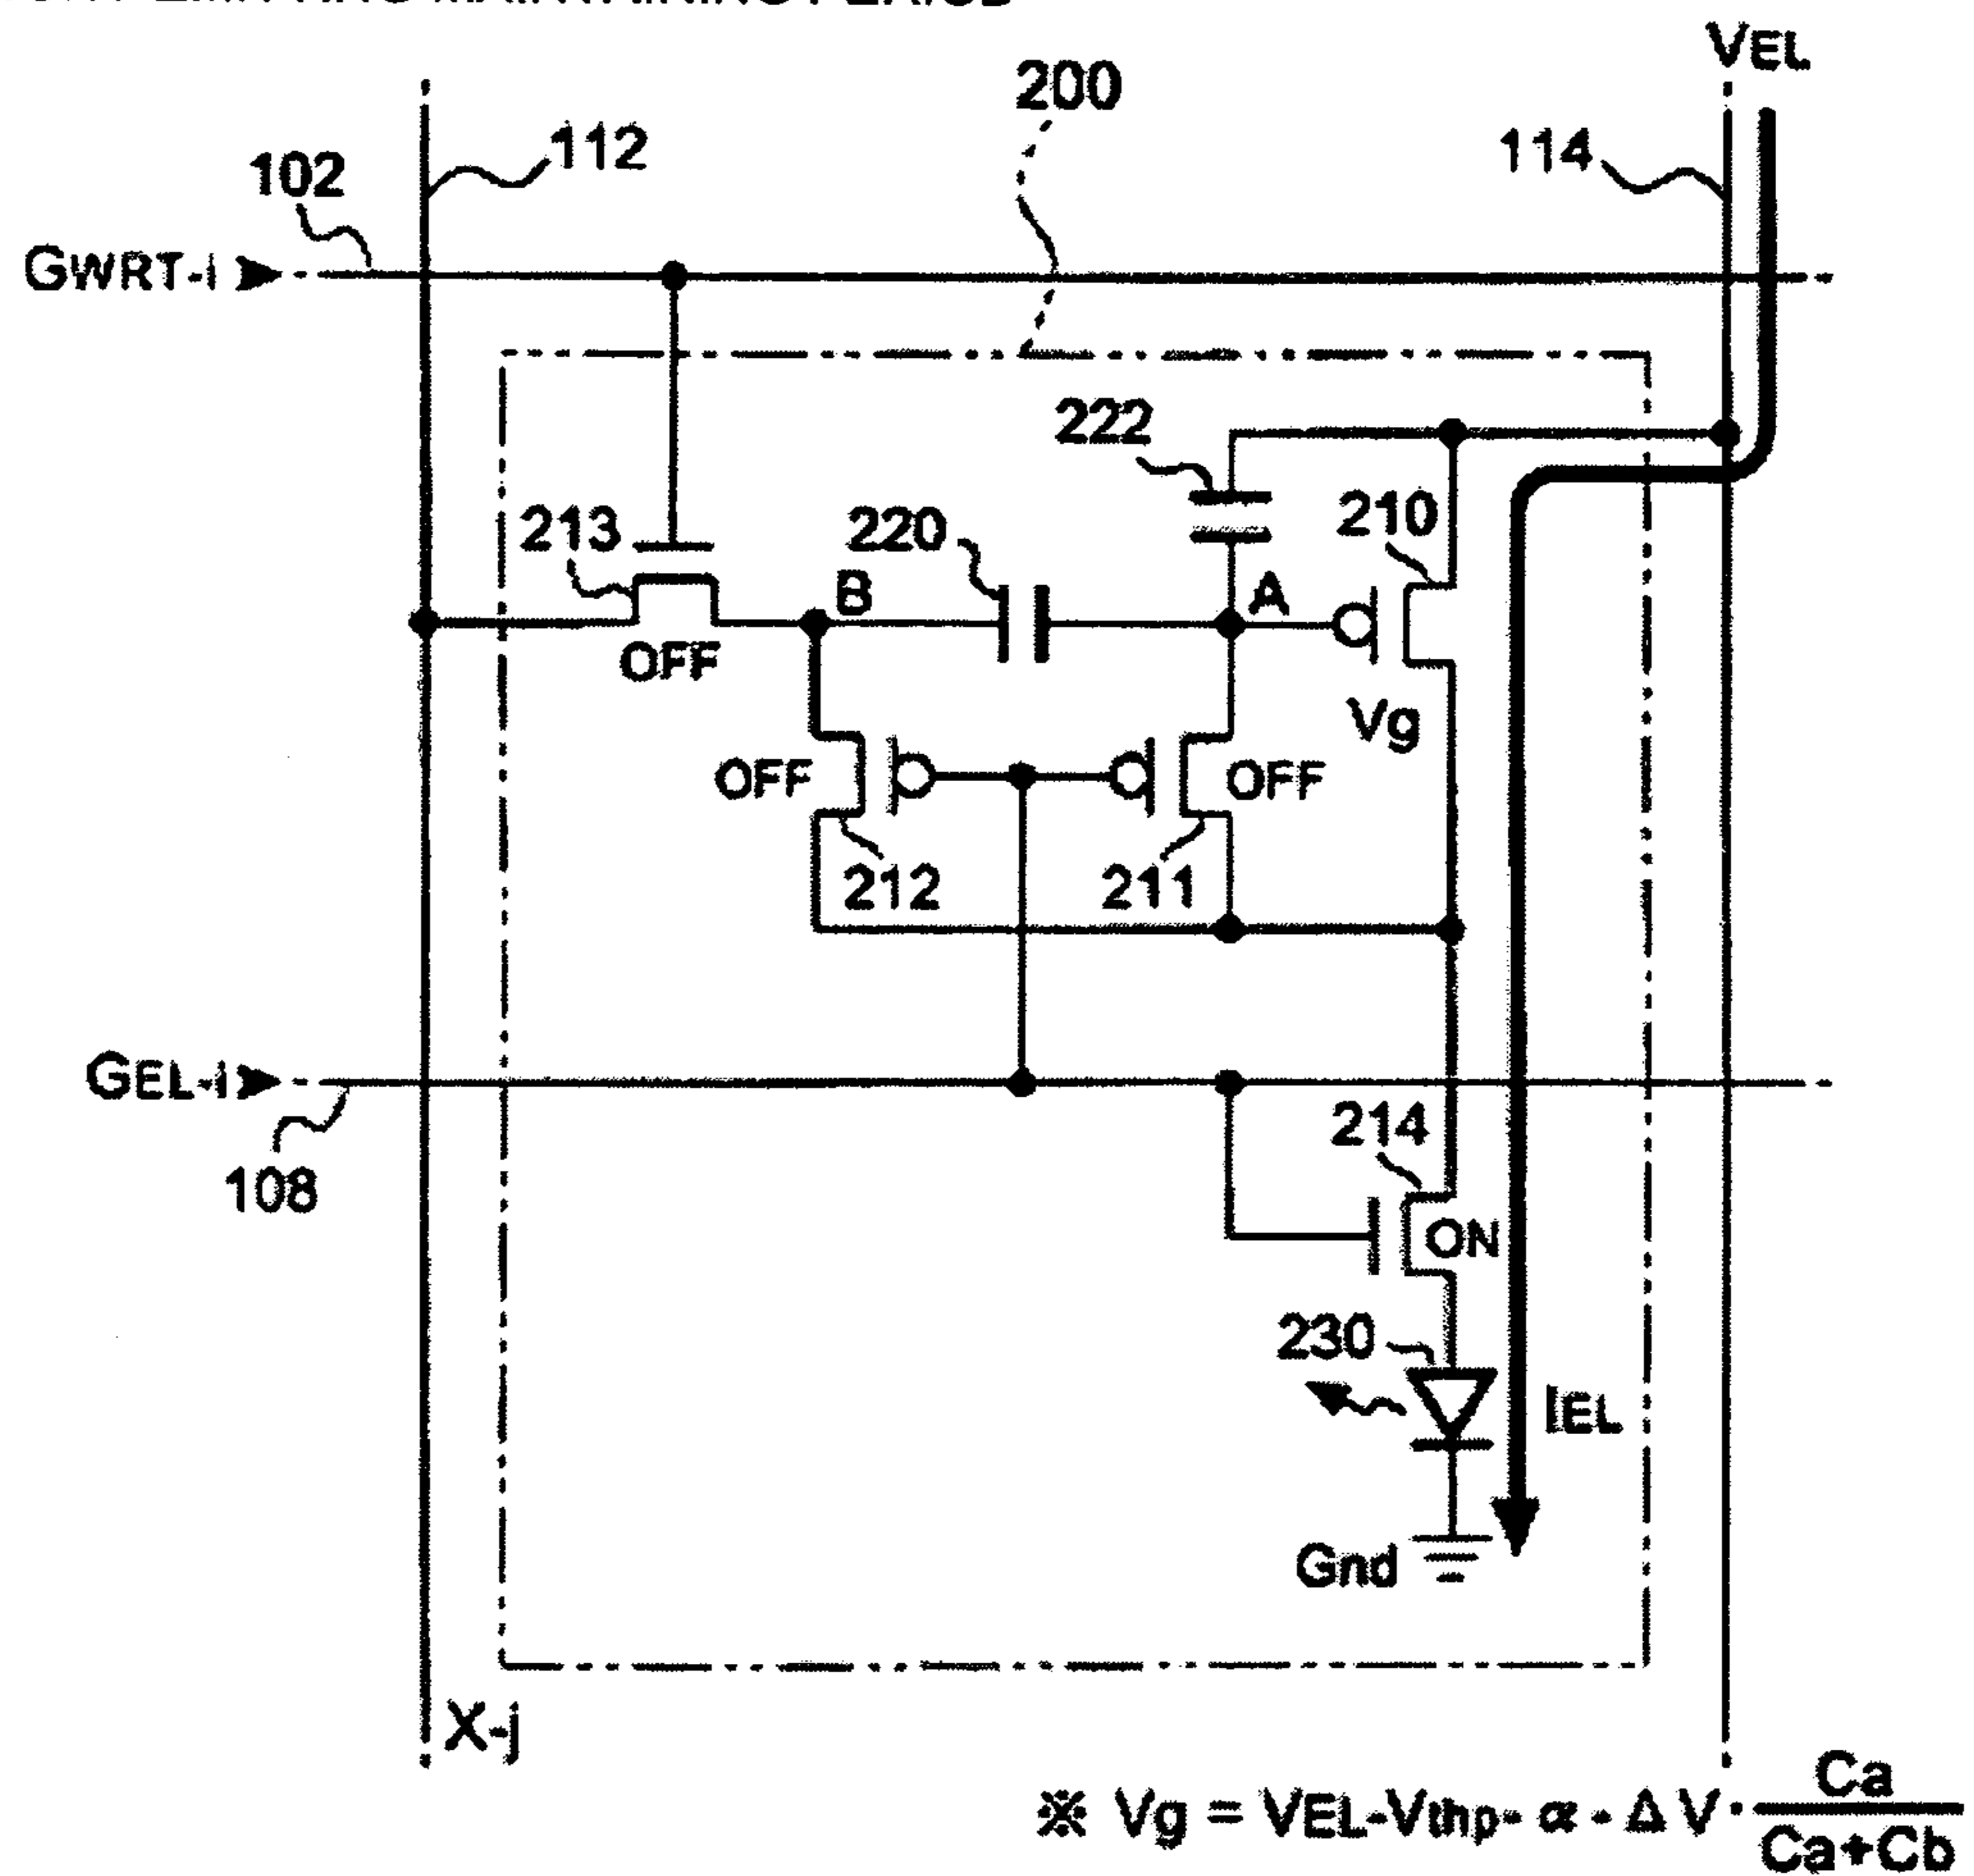 VEL
200
112
114
102
GWRT-i
222
210
213
220
B
A
OFF
Vg
OFF
OFF
212
211
GEL-i
214
108
ON
230
IEL
Gnd
X-j
※ Vg = VEL-Vthp- α - ΔV· Ca
Ca+Cb